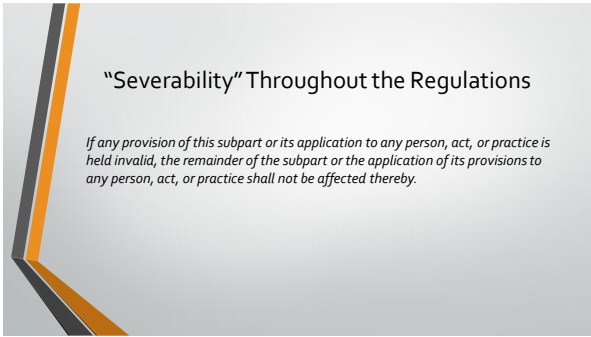 “Severability” Throughout the Regulations
If any provision of this subpart or its application to any person, act, or practice is
held invalid, the remainder of the subpart or the application of its provisions to
any person, act, or practice shall not be affected thereby.